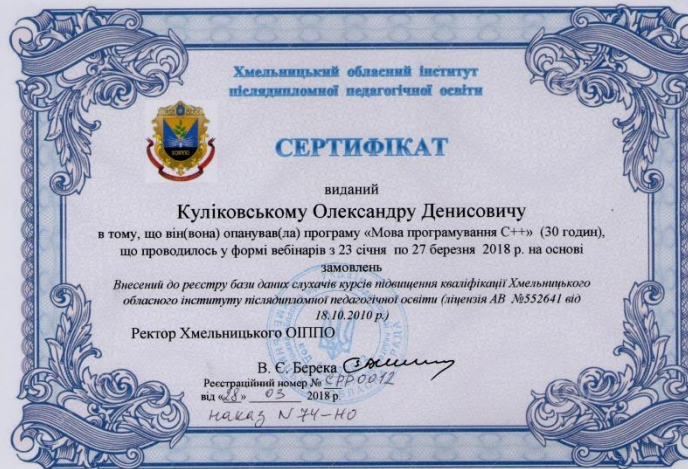 Хмельницький обласний інститут
післядипломної педагогічної освіти
СЕРТИФІКАТ
виданий
Куліковському Олександру Денисовичу
в тому, що він(вона) опанував(ла) програму «Мова програмування С++» (30 годин),
що проводилось у формі вебінарів з 23 січня по 27 березня 2018 р. на основі
замовлень
Внесений до реєстру бази даних слухачів курсів підвищення кваліфікації Хмельницького
обласного інституту післядипломної педагогічної освіти (ліцензія АВ №552641 від
18.10.2010 р.)
Ректор Хмельницького ОІППО
В. Є. Берека
Реєстраційний номер № СРР0012
від «28» 03 2018 р.
наказ N 74-НО